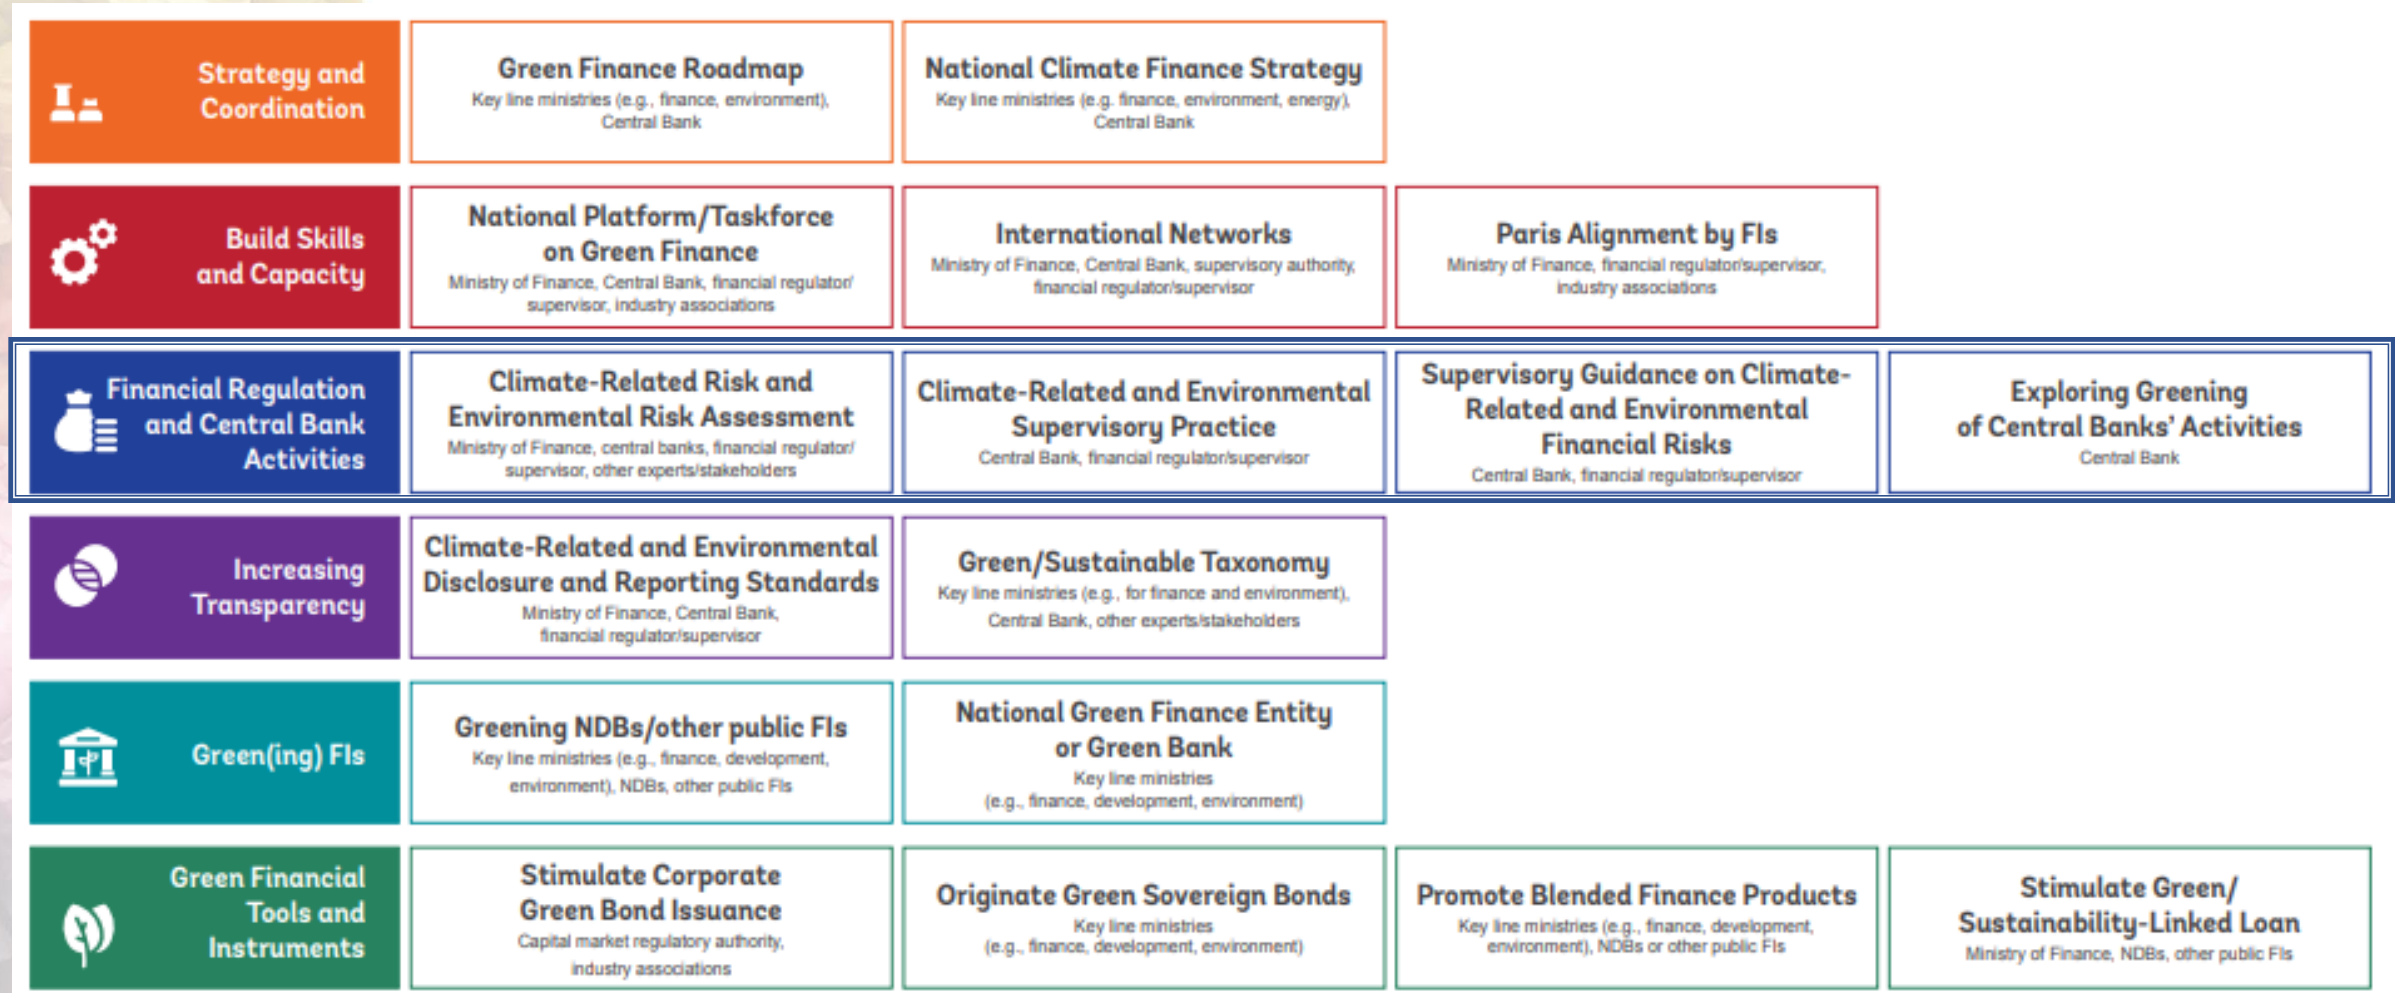 Strategy and
Coordination
Green Finance Roadmap
Key line ministries (e.g., finance, environment),
Central Bank
National Climate Finance Strategy
Key line ministries (e.g. finance, environment, energy),
Central Bank
Build Skills
and Capacity
National Platform/Taskforce
on Green Finance
Ministry of Finance, Central Bank, financial regulator/
supervisor, industry associations
International Networks
Ministry of Finance, Central Bank, supervisory authority,
financial regulator/supervisor
Paris Alignment by FIs
Ministry of Finance, financial regulator/supervisor,
industry associations
Financial Regulation
and Central Bank
Activities
Climate-Related Risk and
Environmental Risk Assessment
Ministry of Finance, central banks, financial regulator/
supervisor, other experts/stakeholders
Climate-Related and Environmental
Supervisory Practice
Central Bank, financial regulator/supervisor
Supervisory Guidance on Climate-
Related and Environmental
Financial Risks
Central Bank, financial regulator/supervisor
Exploring Greening
of Central Banks' Activities
Central Bank
Increasing
Transparency
Climate-Related and Environmental
Disclosure and Reporting Standards
Ministry of Finance, Central Bank,
financial regulator/supervisor
Green/Sustainable Taxonomy
Key line ministries (e.g., for finance and environment),
Central Bank, other experts/stakeholders
Green(ing) FIs
Greening NDBs/other public FIs
Key line ministries (e.g., finance, development,
environment), NDBs, other public FIs
National Green Finance Entity
or Green Bank
Key line ministries
(e.g., finance, development, environment)
Green Financial
Tools and
Instruments
Stimulate Corporate
Green Bond Issuance
Capital market regulatory authority,
industry associations
Originate Green Sovereign Bonds
Key line ministries
(e.g., finance, development, environment)
Promote Blended Finance Products
Key line ministries (e.g., finance, development,
environment), NDBs or other public FIs
Stimulate Green/
Sustainability-Linked Loan
Ministry of Finance, NDBs, other public FIs